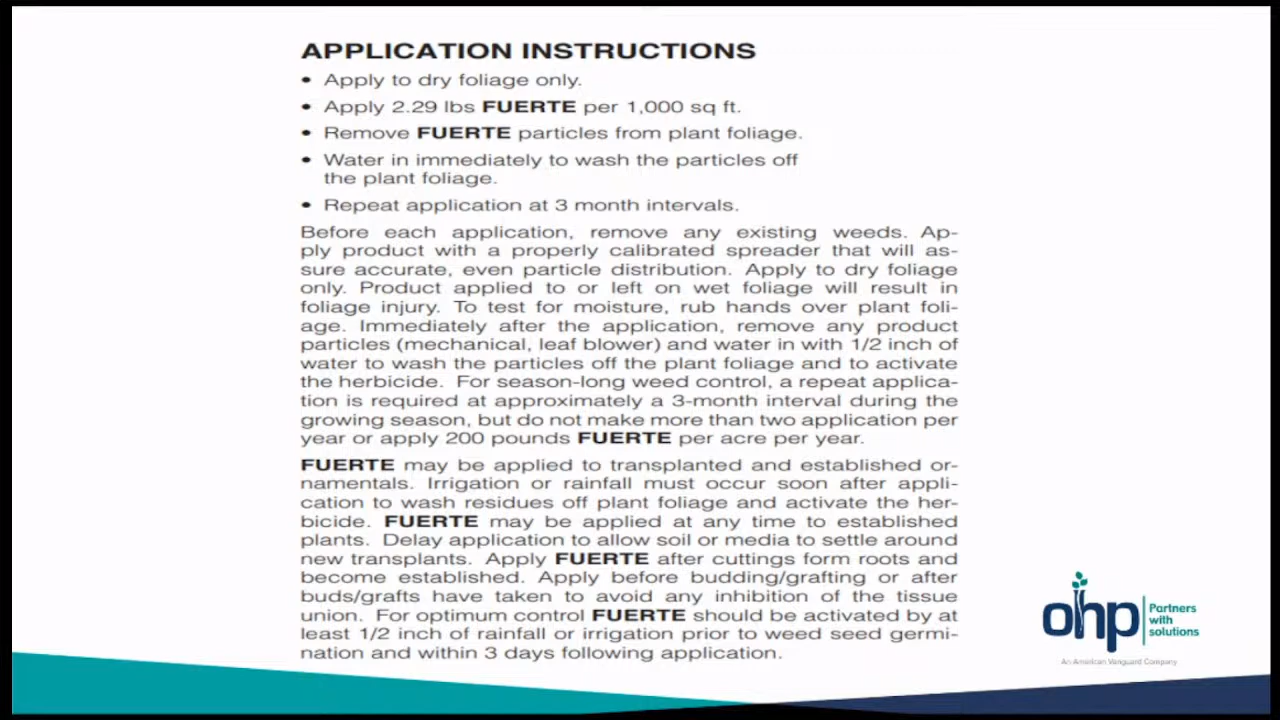 APPLICATION INSTRUCTIONS
• Apply to dry foliage only.
• Apply 2.29 lbs FUERTE per 1,000 sq ft.
• Remove FUERTE particles from plant foliage.
• Water in immediately to wash the particles off
the plant foliage.
• Repeat application at 3 month intervals.
Before each application, remove any existing weeds. Ap-
ply product with a properly calibrated spreader that will as-
sure accurate, even particle distribution. Apply to dry foliage
only. Product applied to or left on wet foliage will result in
foliage injury. To test for moisture, rub hands over plant foli-
age. Immediately after the application, remove any product
particles (mechanical, leaf blower) and water in with 1/2 inch of
water to wash the particles off the plant foliage and to activate
the herbicide. For season-long weed control, a repeat applica-
tion is required at approximately a 3-month interval during the
growing season, but do not make more than two application per
year or apply 200 pounds FUERTE per acre per year.
FUERTE may be applied to transplanted and established or-
namentals. Irrigation or rainfall must occur soon after appli-
cation to wash residues off plant foliage and activate the her-
bicide. FUERTE may be applied at any time to established
plants. Delay application to allow soil or media to settle around
new transplants. Apply FUERTE after cuttings form roots and
become established. Apply before budding/grafting or after
buds/grafts have taken to avoid any inhibition of the tissue
union. For optimum control FUERTE should be activated by at
least 1/2 inch of rainfall or irrigation prior to weed seed germi-
nation and within 3 days following application.
ohp
Partners
with
solutions
An American Vanguard Company